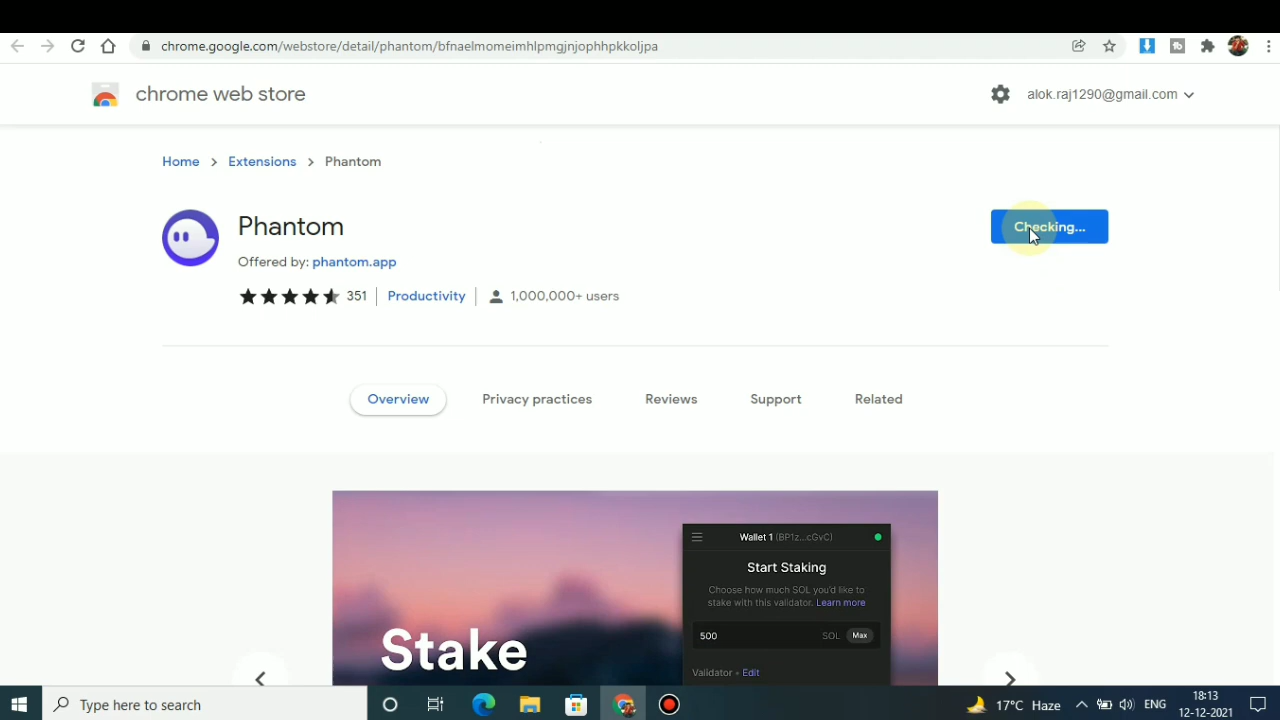 chrome.google.com/webstore/detail/phantom/bfnaelmomeimhlpmgjnjophhpkkoljpa
chrome web store
alok.raj1290@gmail.com
Home > Extensions > Phantom
Phantom
Checking...
Offered by: phantom.app
351 Productivity 1,000,000+ users
Overview Privacy practices Reviews Support Related
Wallet 1 (BP1z...cGvC)
Start Staking
Choose how much SOL you'd like to
stake with this validator. Learn more
500 SOL Max
Stake
Validator • Edit
Type here to search
17°C Haze
ENG
18:13
12-12-2021